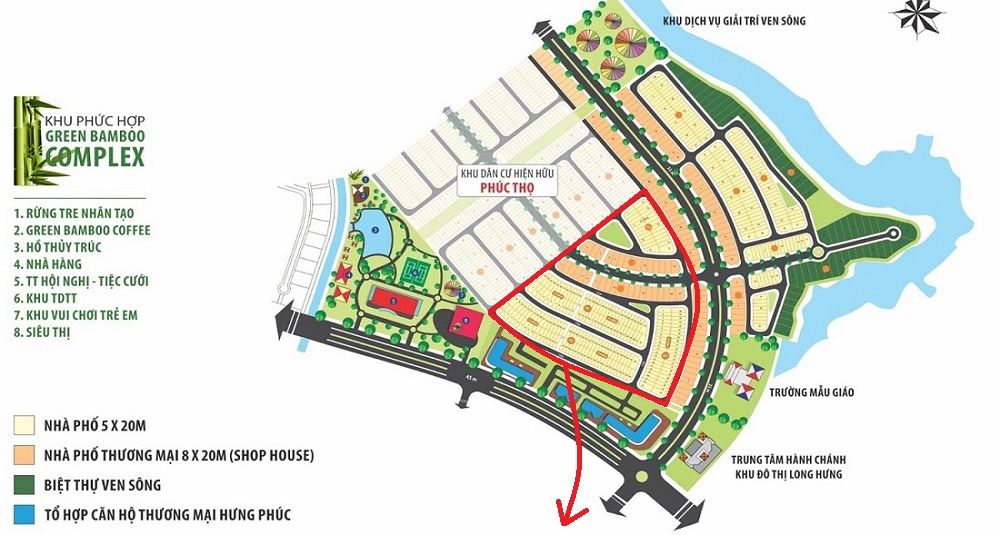 KHU DỊCH VỤ GIẢI TRÍ VEN SÔNG
KHU PHỨC HỢP
GREEN BAMBOO
COMPLEX
KHU DÂN CƯ HIỆN HỮU
PHÚC THỌ
1. RỪNG TRE NHÂN TẠO
2. GREEN BAMBOO COFFEE
3. HỒ THỦY TRÚC
4. NHÀ HÀNG
5. TT HỘI NGHỊ - TIỆC CƯỚI
6. KHU TDTT
7. KHU VUI CHƠI TRẺ EM
8. SIÊU THỊ
45 m
TRƯỜNG MẪU GIÁO
NHÀ PHỐ 5 X 20M
NHÀ PHỐ THƯƠNG MẠI 8 X 20M (SHOP HOUSE)
BIỆT THỰ VEN SÔNG
TỔ HỢP CĂN HỘ THƯƠNG MẠI HƯNG PHÚC
TRUNG TÂM HÀNH CHÁNH
KHU ĐÔ THỊ LONG HƯNG